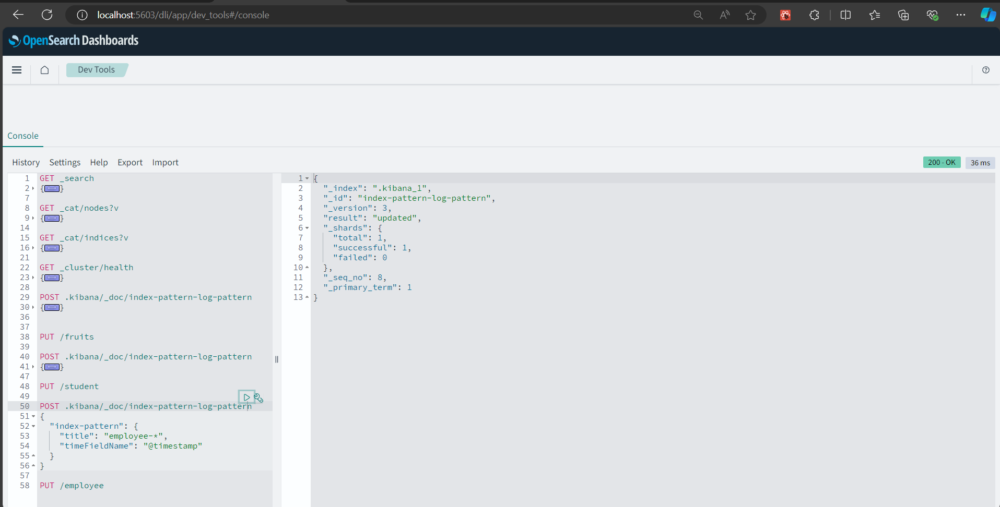 localhost:5603/dli/app/dev_tools#/console
OpenSearch Dashboards
Dev Tools
Console
History Settings Help Export Import
200 - OK 36 ms
1 GET _search
2 {}
7
8 GET _cat/nodes?v
9 {}
14
15 GET _cat/indices?v
16 {}
21
22 GET _cluster/health
23 {}
28
29 POST .kibana/_doc/index-pattern-log-pattern
30 {}
36
37
38 PUT /fruits
39
40 POST .kibana/_doc/index-pattern-log-pattern
41 {}
47
48 PUT /student
49
50 POST .kibana/_doc/index-pattern-log-pattern
51 {
52 "index-pattern": {
53 "title": "employee-*",
54 "timeFieldName": "@timestamp"
55 }
56 }
57
58 PUT /employee
1 {
2 "_index": ".kibana_1",
3 "_id": "index-pattern-log-pattern",
4 "_version": 3,
5 "result": "updated",
6 "_shards": {
7 "total": 1,
8 "successful": 1,
9 "failed": 0
10 },
11 "_seq_no": 8,
12 "_primary_term": 1
13 }